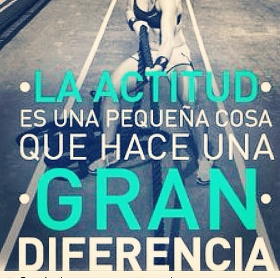 •LA ACTITUD•
ES UNA PEQUEÑA COSA
QUE HACE UNA
•GRAN•
DIFERENCIA